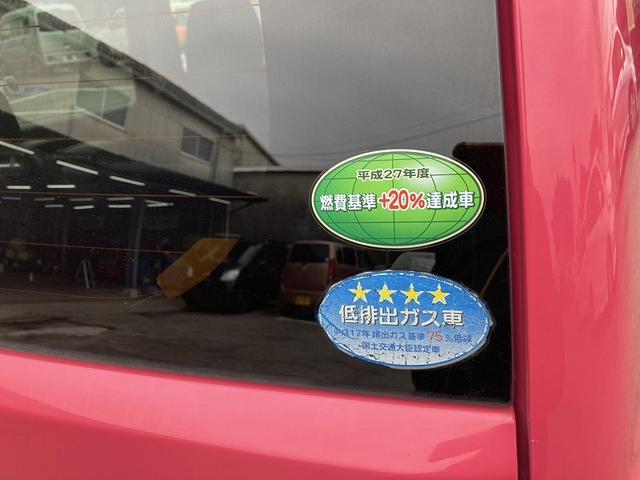 平成27年度
燃費基準+20%達成車
低排出ガス車
平成17年排出ガス基準75%低減
国土交通大臣認定車